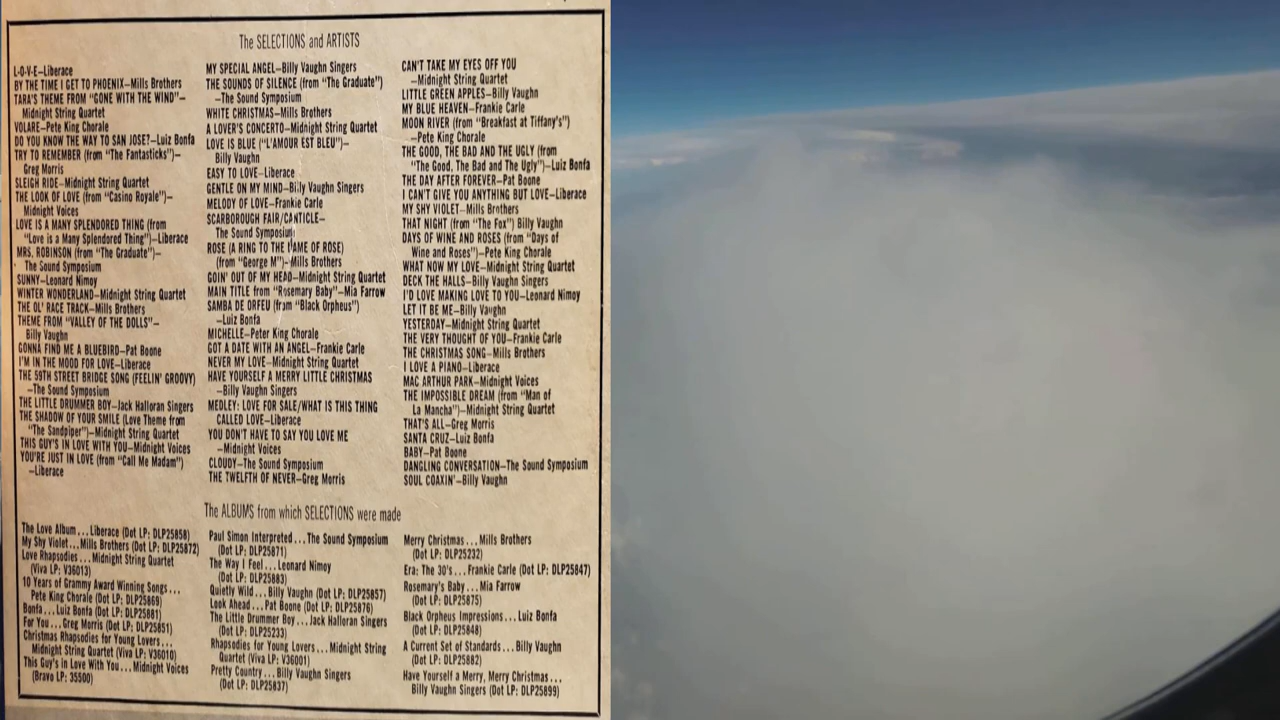 The SELECTIONS and ARTISTS
L-O-V-E—Liberace
BY THE TIME I GET TO PHOENIX—Mills Brothers
TARA'S THEME FROM "GONE WITH THE WIND"—
Midnight String Quartet
VOLARE—Pete King Chorale
DO YOU KNOW THE WAY TO SAN JOSE?—Luiz Bonfa
TRY TO REMEMBER (from "The Fantasticks")—
Greg Morris
SLEIGH RIDE—Midnight String Quartet
THE LOOK OF LOVE (from "Casino Royale")—
Midnight Voices
LOVE IS A MANY SPLENDORED THING (from
"Love is a Many Splendored Thing")—Liberace
MRS. ROBINSON (from "The Graduate")—
The Sound Symposium
SUNNY—Leonard Nimoy
WINTER WONDERLAND—Midnight String Quartet
THE OL' RACE TRACK—Mills Brothers
THEME FROM "VALLEY OF THE DOLLS"—
Billy Vaughn
GONNA FIND ME A BLUEBIRD—Pat Boone
I'M IN THE MOOD FOR LOVE—Liberace
THE 59TH STREET BRIDGE SONG (FEELIN' GROOVY)
—The Sound Symposium
THE LITTLE DRUMMER BOY—Jack Halloran Singers
THE SHADOW OF YOUR SMILE (Love Theme from
"The Sandpiper")—Midnight String Quartet
THIS GUY'S IN LOVE WITH YOU—Midnight Voices
YOU'RE JUST IN LOVE (from "Call Me Madam")
—Liberace
MY SPECIAL ANGEL—Billy Vaughn Singers
THE SOUNDS OF SILENCE (from "The Graduate")
—The Sound Symposium
WHITE CHRISTMAS—Mills Brothers
A LOVER'S CONCERTO—Midnight String Quartet
LOVE IS BLUE ("L'AMOUR EST BLEU")—
Billy Vaughn
EASY TO LOVE—Liberace
GENTLE ON MY MIND—Billy Vaughn Singers
MELODY OF LOVE—Frankie Carle
SCARBOROUGH FAIR/CANTICLE—
The Sound Symposium
ROSE (A RING TO THE NAME OF ROSE)
(from "George M")—Mills Brothers
GOIN' OUT OF MY HEAD—Midnight String Quartet
MAIN TITLE from "Rosemary Baby"—Mia Farrow
SAMBA DE ORFEU (from "Black Orpheus")
—Luiz Bonfa
MICHELLE—Peter King Chorale
GOT A DATE WITH AN ANGEL—Frankie Carle
NEVER MY LOVE—Midnight String Quartet
HAVE YOURSELF A MERRY LITTLE CHRISTMAS
—Billy Vaughn Singers
MEDLEY: LOVE FOR SALE/WHAT IS THIS THING
CALLED LOVE—Liberace
YOU DON'T HAVE TO SAY YOU LOVE ME
—Midnight Voices
CLOUDY—The Sound Symposium
THE TWELFTH OF NEVER—Greg Morris
CAN'T TAKE MY EYES OFF YOU
—Midnight String Quartet
LITTLE GREEN APPLES—Billy Vaughn
MY BLUE HEAVEN—Frankie Carle
MOON RIVER (from "Breakfast at Tiffany's")
—Pete King Chorale
THE GOOD, THE BAD AND THE UGLY (from
"The Good, The Bad and The Ugly")—Luiz Bonfa
THE DAY AFTER FOREVER—Pat Boone
I CAN'T GIVE YOU ANYTHING BUT LOVE—Liberace
MY SHY VIOLET—Mills Brothers
THAT NIGHT (from "The Fox") Billy Vaughn
DAYS OF WINE AND ROSES (from "Days of
Wine and Roses")—Pete King Chorale
WHAT NOW MY LOVE—Midnight String Quartet
DECK THE HALLS—Billy Vaughn Singers
I'D LOVE MAKING LOVE TO YOU—Leonard Nimoy
LET IT BE ME—Billy Vaughn
YESTERDAY—Midnight String Quartet
THE VERY THOUGHT OF YOU—Frankie Carle
THE CHRISTMAS SONG—Mills Brothers
I LOVE A PIANO—Liberace
MAC ARTHUR PARK—Midnight Voices
THE IMPOSSIBLE DREAM (from "Man of
La Mancha")—Midnight String Quartet
THAT'S ALL—Greg Morris
SANTA CRUZ—Luiz Bonfa
BABY—Pat Boone
DANGLING CONVERSATION—The Sound Symposium
SOUL COAXIN'—Billy Vaughn
The ALBUMS from which SELECTIONS were made
The Love Album...Liberace (Dot LP: DLP25858)
My Shy Violet...Mills Brothers (Dot LP: DLP25872)
Love Rhapsodies...Midnight String Quartet
(Viva LP: V36013)
10 Years of Grammy Award Winning Songs...
Pete King Chorale (Dot LP: DLP25869)
Bonfa...Luiz Bonfa (Dot LP: DLP25881)
For You...Greg Morris (Dot LP: DLP25851)
Christmas Rhapsodies for Young Lovers...
Midnight String Quartet (Viva LP: V36010)
This Guy's in Love With You...Midnight Voices
(Bravo LP: 35500)
Paul Simon Interpreted...The Sound Symposium
(Dot LP: DLP25871)
The Way I Feel...Leonard Nimoy
(Dot LP: DLP25883)
Quietly Wild...Billy Vaughn (Dot LP: DLP25857)
Look Ahead...Pat Boone (Dot LP: DLP25876)
The Little Drummer Boy...Jack Halloran Singers
(Dot LP: DLP25233)
Rhapsodies for Young Lovers...Midnight String
Quartet (Viva LP: V36001)
Pretty Country...Billy Vaughn Singers
(Dot LP: DLP25837)
Merry Christmas...Mills Brothers
(Dot LP: DLP25232)
Era: The 30's...Frankie Carle (Dot LP: DLP25847)
Rosemary's Baby...Mia Farrow
(Dot LP: DLP25875)
Black Orpheus Impressions...Luiz Bonfa
(Dot LP: DLP25848)
A Current Set of Standards...Billy Vaughn
(Dot LP: DLP25882)
Have Yourself a Merry, Merry Christmas...
Billy Vaughn Singers (Dot LP: DLP25899)